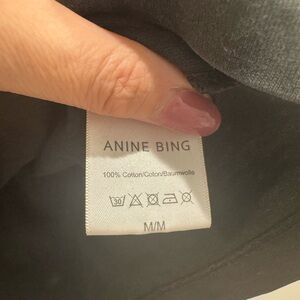 ANINE BING
100% Cotton/Coton/Baumwolle
30
M/M